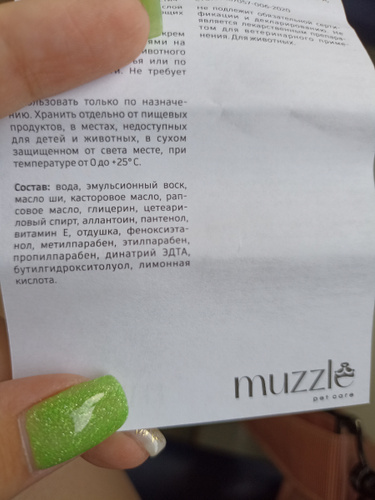 слой
крем
на
или по
Не требует
только по назначе-
нию. Хранить отдельно от пищевых
продуктов, в местах, недоступных
для детей и животных, в сухом
защищенном от света месте, при
температуре от 0 до +25°С.
Состав: вода, эмульсионный воск,
масло ши, касторовое масло, рап-
совое масло, глицерин, цетеари-
ловый спирт, аллантоин, пантенол,
витамин Е, отдушка, феноксиэта-
нол, метилпарабен, этилпарабен,
пропилпарабен, динатрий ЭДТА,
бутилгидрокситолуол, лимонная
кислота.
Не подлежит обязательной серти-
фикации и декларированию. Не
является лекарственным препара-
том для ветеринарного приме-
нения. Для животных.
muzzle
pet care